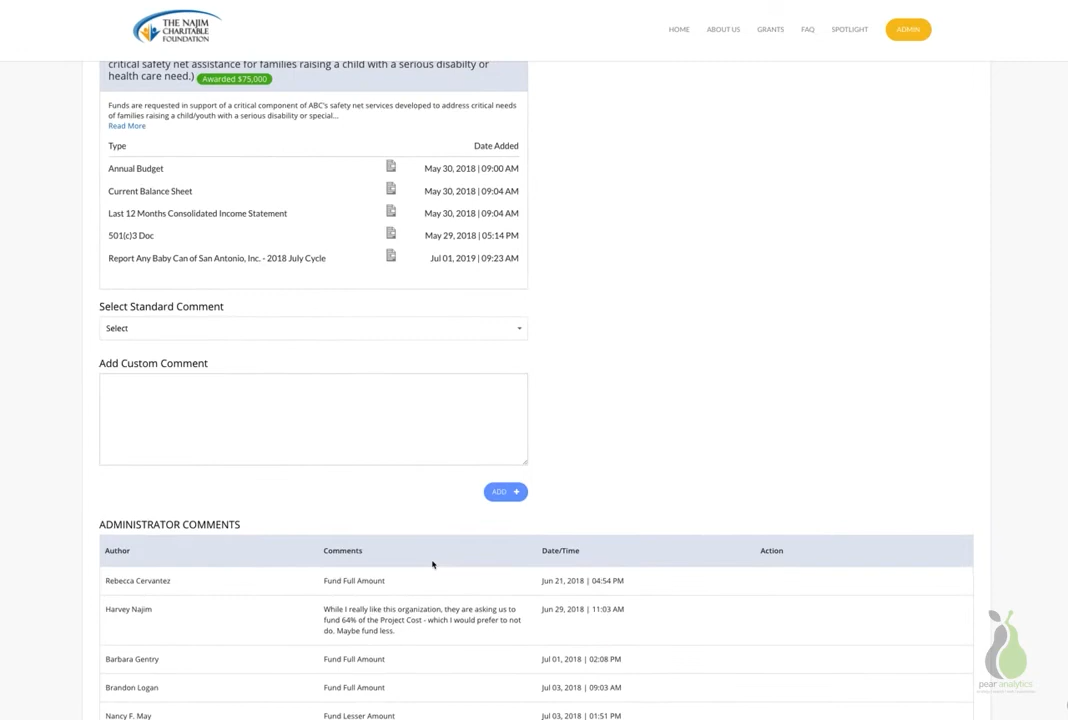 THE NAJIM
CHARITABLE
FOUNDATION
HOME ABOUT US GRANTS FAQ SPOTLIGHT ADMIN
critical safety net assistance for families raising a child with a serious disabilty or
health care need.) Awarded $75,000
Funds are requested in support of a critical component of ABC's safety net services developed to address critical needs
of families raising a child/youth with a serious disability or special...
Read More
Type Date Added
Annual Budget May 30, 2018 | 09:00 AM
Current Balance Sheet May 30, 2018 | 09:04 AM
Last 12 Months Consolidated Income Statement May 30, 2018 | 09:04 AM
501(c)3 Doc May 29, 2018 | 05:14 PM
Report Any Baby Can of San Antonio, Inc. - 2018 July Cycle Jul 01, 2019 | 09:23 AM
Select Standard Comment
Select
Add Custom Comment
ADD +
ADMINISTRATOR COMMENTS
Author Comments Date/Time Action
Rebecca Cervantez Fund Full Amount Jun 21, 2018 | 04:54 PM
Harvey Najim While I really like this organization, they are asking us to Jun 29, 2018 | 11:03 AM
fund 64% of the Project Cost - which I would prefer to not
do. Maybe fund less.
Barbara Gentry Fund Full Amount Jul 01, 2018 | 02:08 PM
Brandon Logan Fund Full Amount Jul 03, 2018 | 09:03 AM
Nancy F. May Fund Lesser Amount Jul 03, 2018 | 01:51 PM
pear analytics